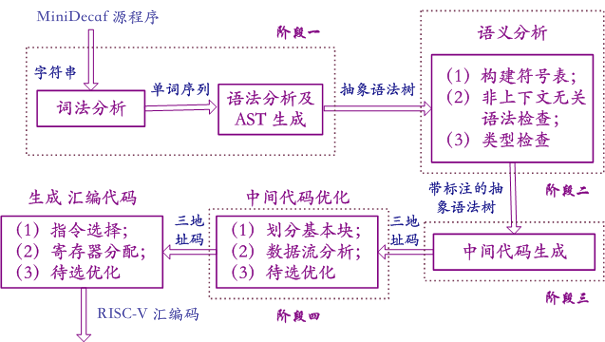 MiniDecaf 源程序
阶段一
字符串
词法分析
单词序列
语法分析及
AST 生成
抽象语法树
语义分析
(1) 构建符号表;
(2) 非上下文无关
语法检查;
(3) 类型检查
阶段二
带标注的抽
象语法树
中间代码生成
阶段三
三地
址码
中间代码优化
(1) 划分基本块;
(2) 数据流分析;
(3) 待选优化
阶段四
三地
址码
生成 汇编代码
(1) 指令选择;
(2) 寄存器分配;
(3) 待选优化
RISC-V 汇编码